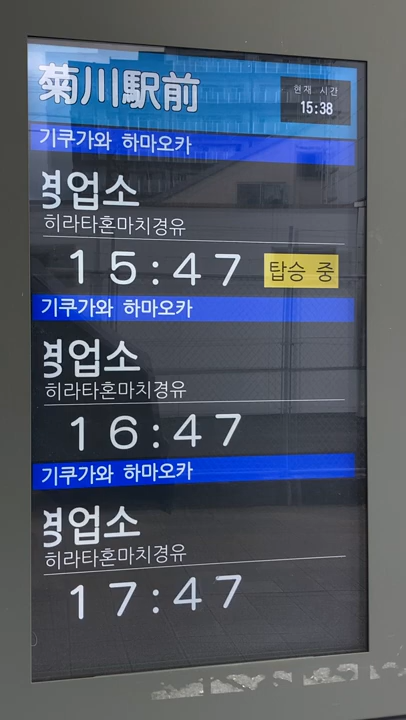 菊川駅前
현재 시간
15:38
기쿠가와 하마오카
업소
히라타혼마치경유
15:47 탑승 중
기쿠가와 하마오카
업소
히라타혼마치경유
16:47
기쿠가와 하마오카
업소
히라타혼마치경유
17:47